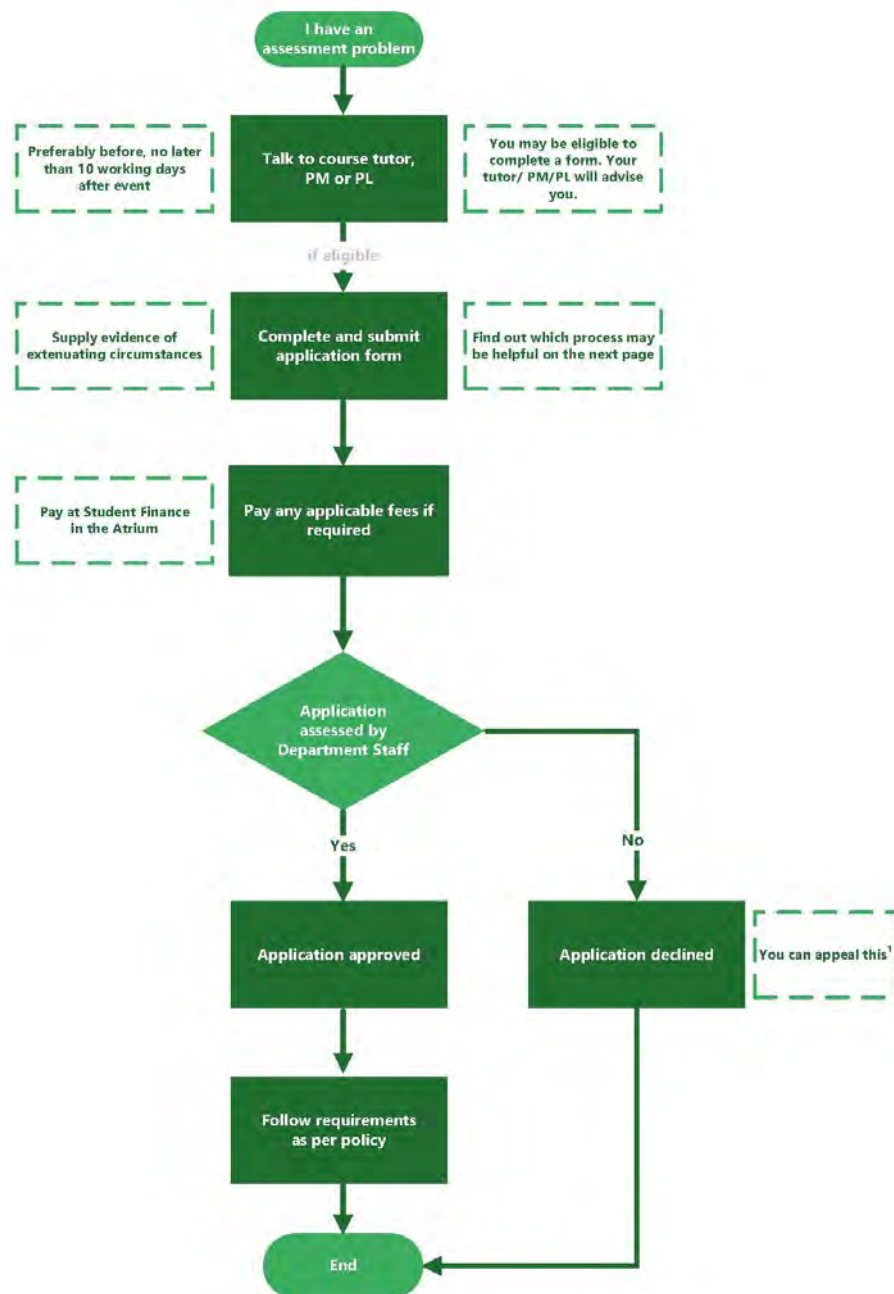 I have an
assessment problem
Preferably before, no later
than 10 working days
after event
Talk to course tutor,
PM or PL
You may be eligible to
complete a form. Your
tutor/ PM/PL will advise
you.
if eligible
Supply evidence of
extenuating circumstances
Complete and submit
application form
Find out which process may
be helpful on the next page
Pay at Student Finance
in the Atrium
Pay any applicable fees if
required
Application
assessed by
Department Staff
Yes
No
Application approved
Application declined
You can appeal this¹
Follow requirements
as per policy
End